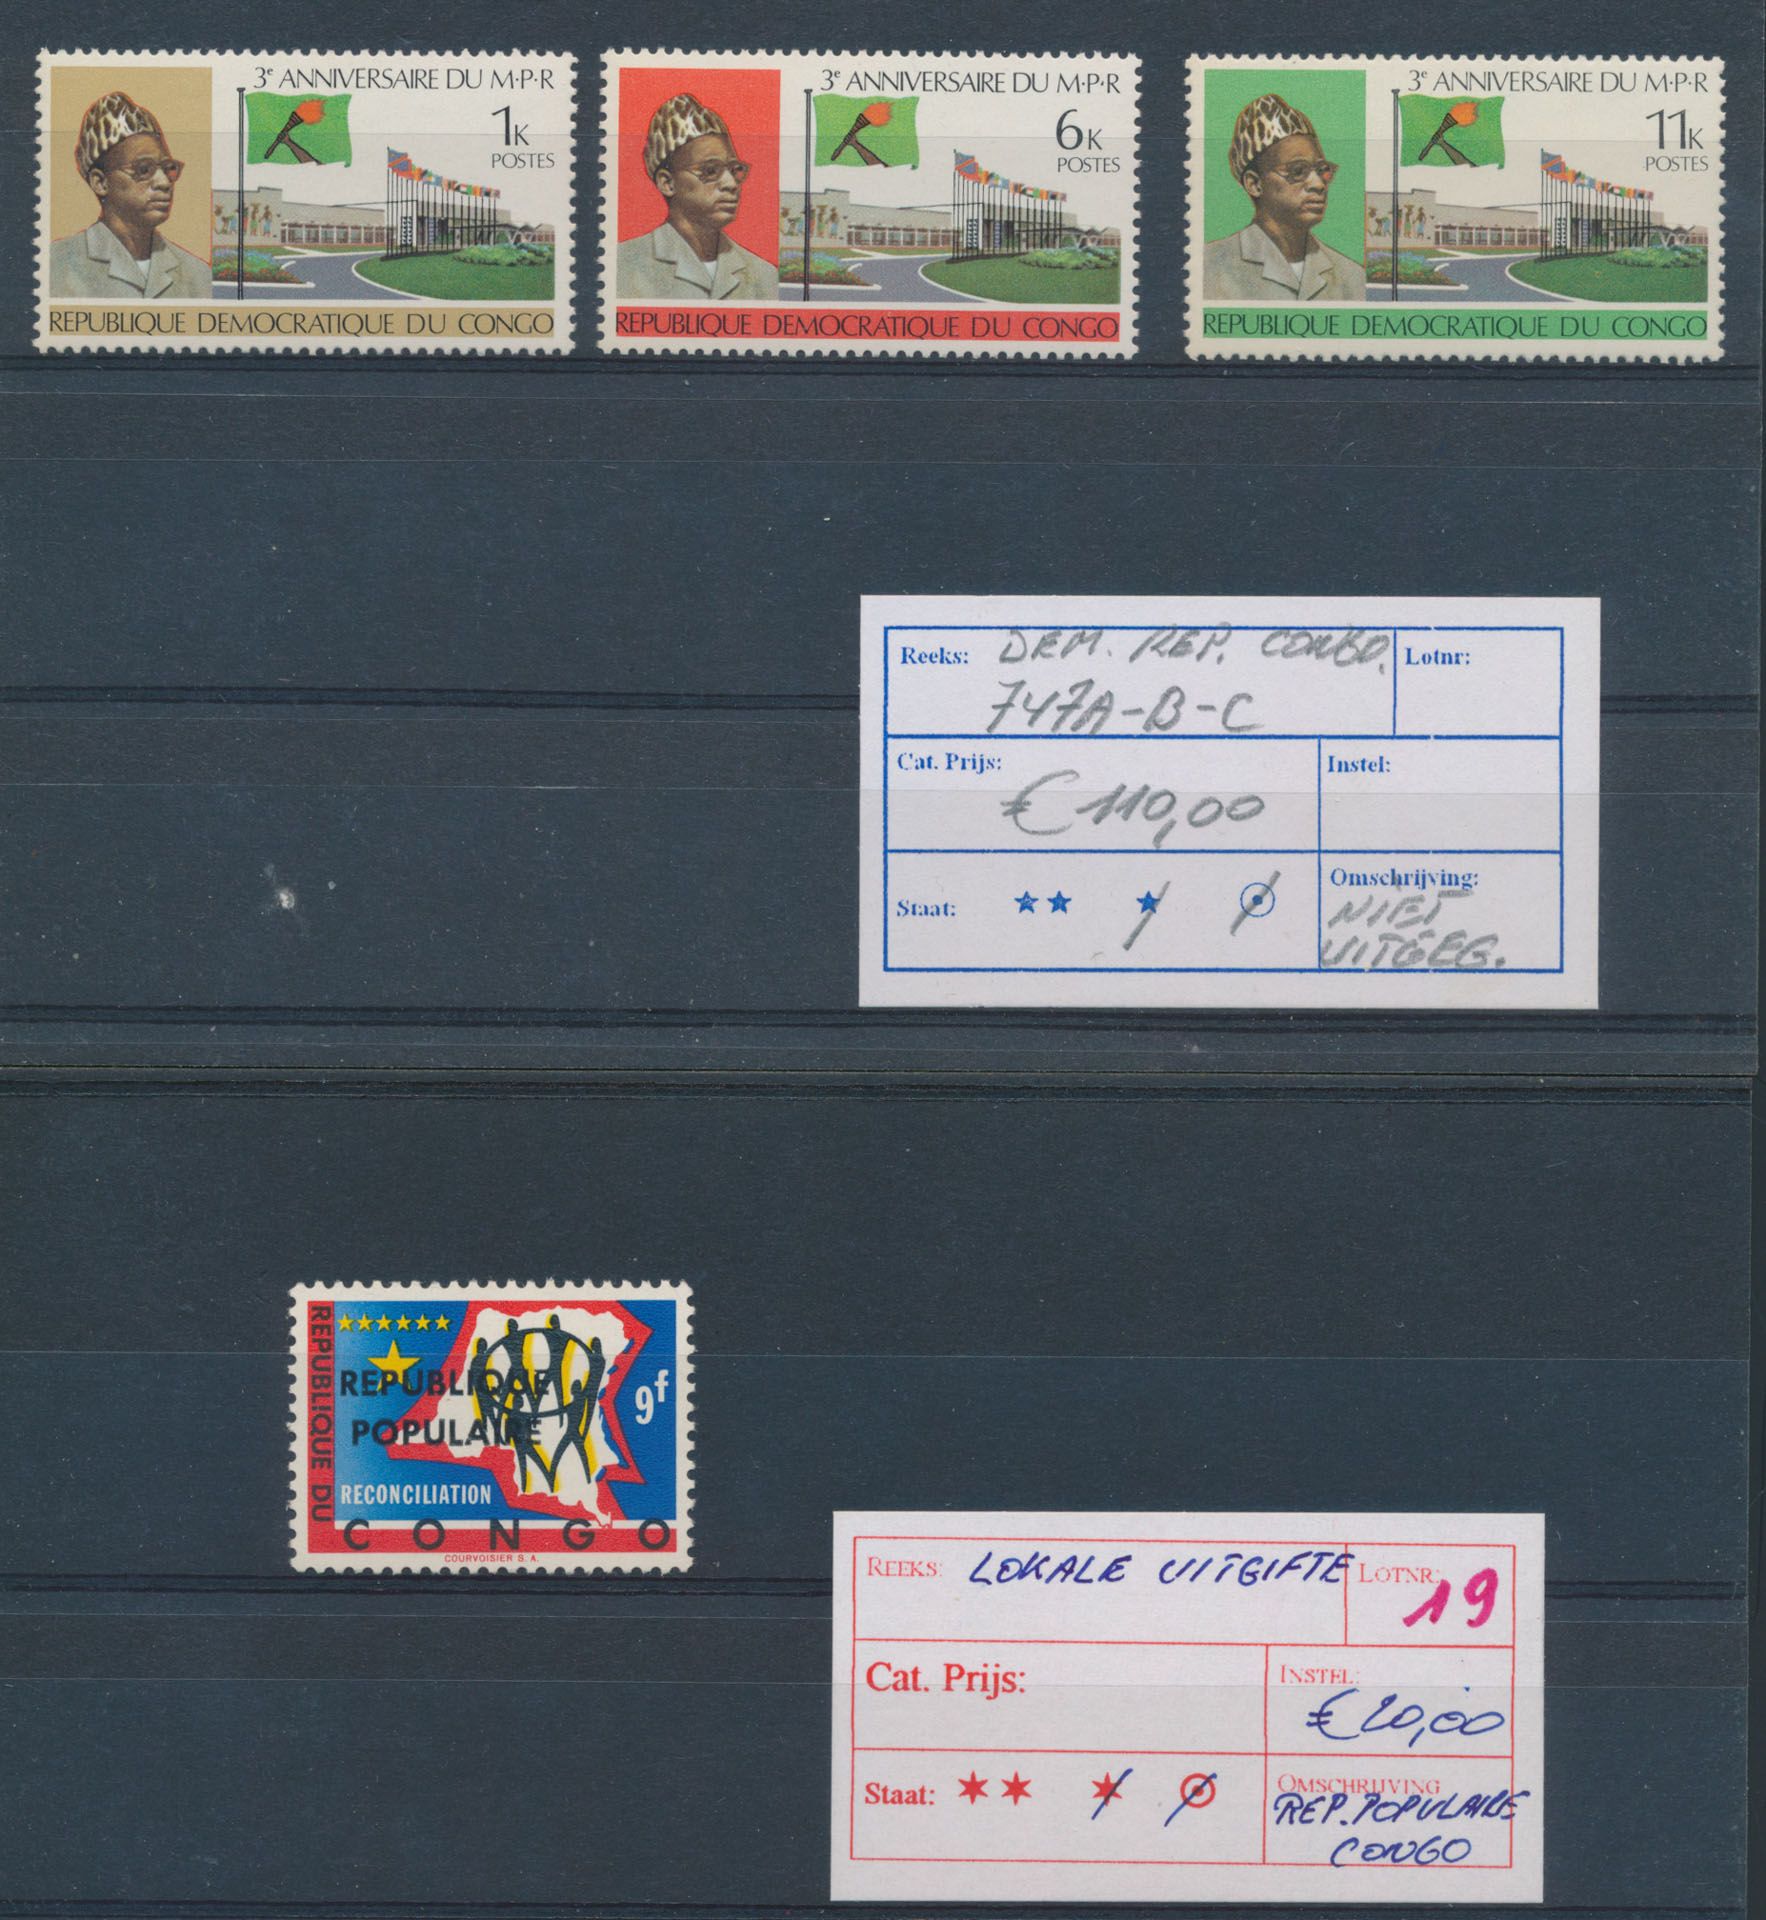 3e ANNIVERSAIRE DU M·P·R
1K
POSTES
REPUBLIQUE DEMOCRATIQUE DU CONGO
3e ANNIVERSAIRE DU M·P·R
6K
POSTES
REPUBLIQUE DEMOCRATIQUE DU CONGO
3e ANNIVERSAIRE DU M·P·R
11K
POSTES
REPUBLIQUE DEMOCRATIQUE DU CONGO
Reeks: DEM. REP. CONGO. Lotnr:
747A-B-C
Cat. Prijs: Instel:
€ 110,00
Staat: Omschrijving:
NIET
UITGEG.
REPUBLIQUE DU
REPUBLIQUE
9f
POPULAIRE
RECONCILIATION
CONGO
COURVOISIER S. A.
REEKS: LOKALE UITGIFTE LOTNR: 19
Cat. Prijs: INSTEL:
€ 20,00
Staat: OMSCHRIJVING
REP. POPULAIRE
CONGO